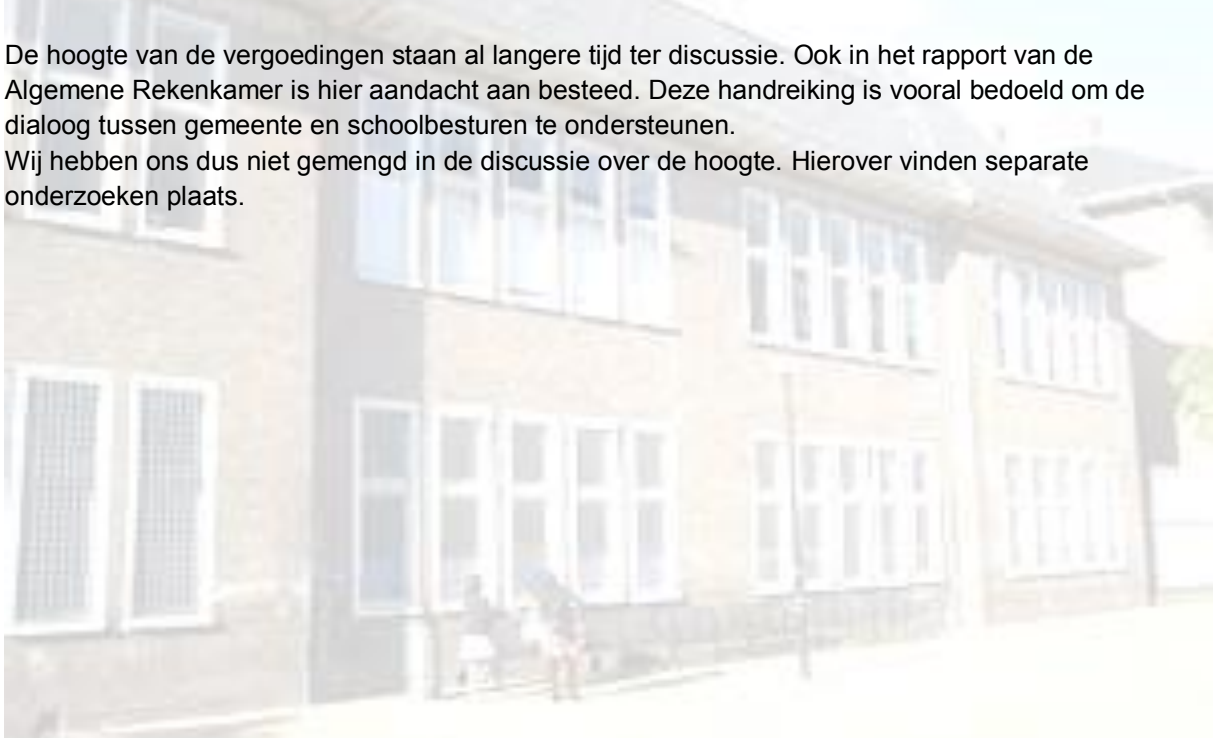 De hoogte van de vergoedingen staan al langere tijd ter discussie. Ook in het rapport van de
Algemene Rekenkamer is hier aandacht aan besteed. Deze handreiking is vooral bedoeld om de
dialoog tussen gemeente en schoolbesturen te ondersteunen.
Wij hebben ons dus niet gemengd in de discussie over de hoogte. Hierover vinden separate
onderzoeken plaats.